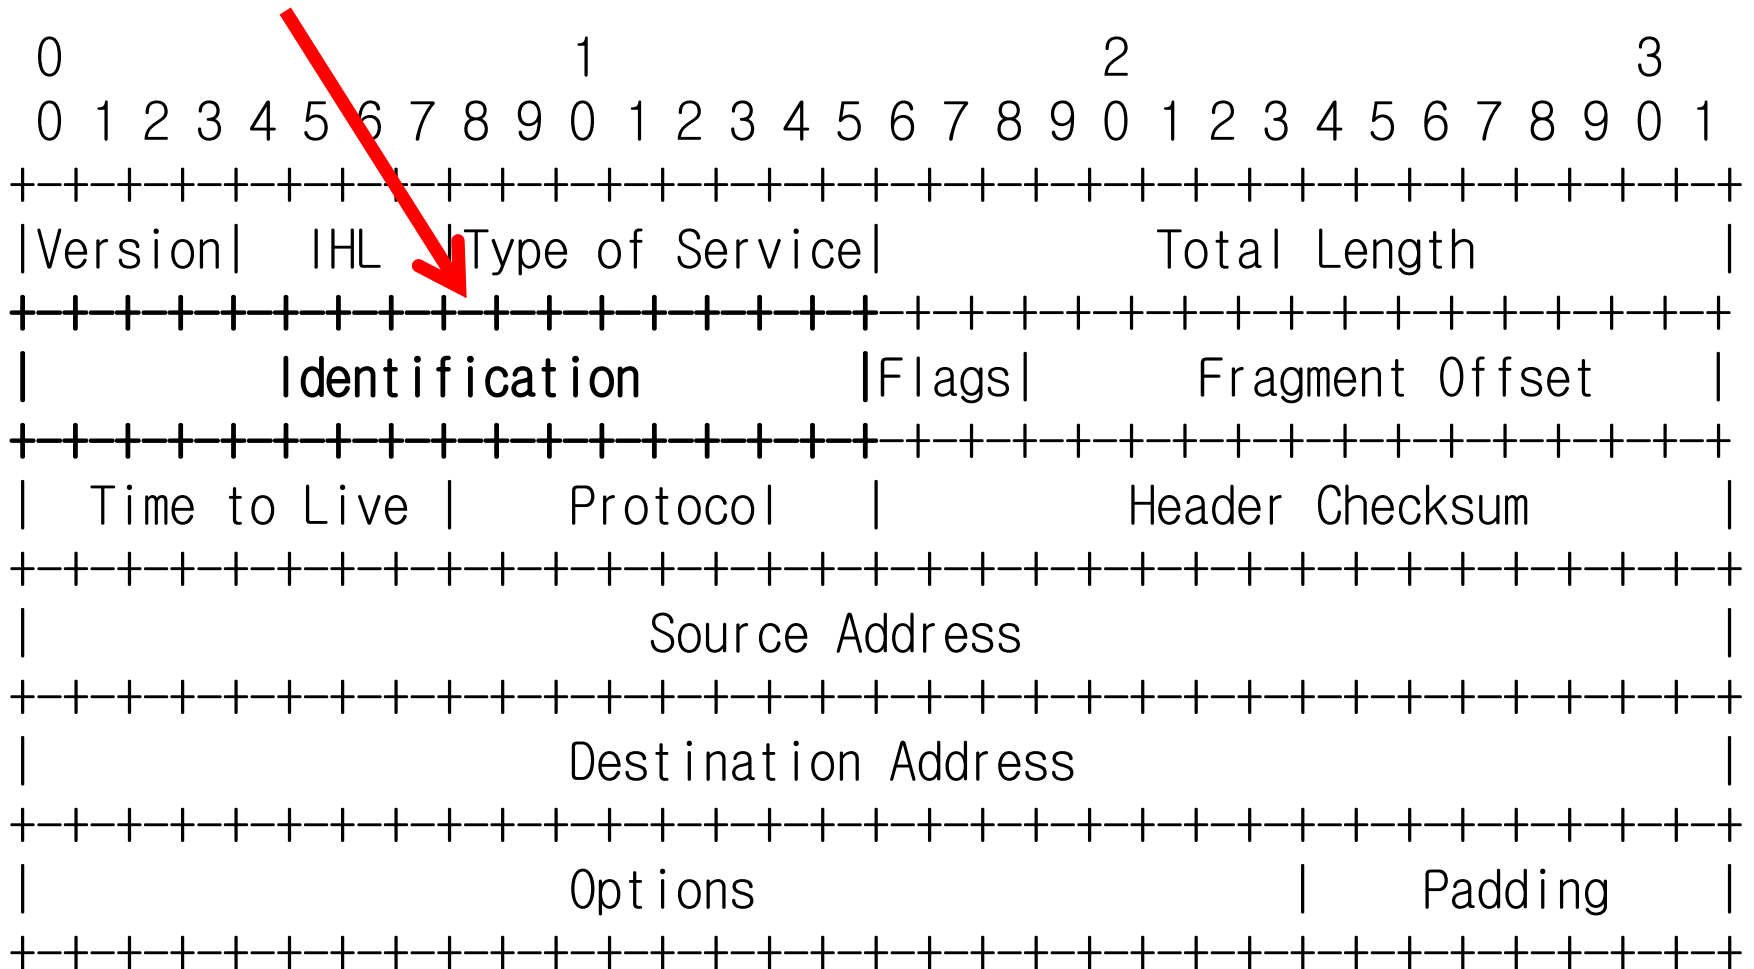 0 1 2 3
0 1 2 3 4 5 6 7 8 9 0 1 2 3 4 5 6 7 8 9 0 1 2 3 4 5 6 7 8 9 0 1
+-+-+-+-+-+-+-+-+-+-+-+-+-+-+-+-+-+-+-+-+-+-+-+-+-+-+-+-+-+-+-+-+
|Version| IHL |Type of Service| Total Length |
+-+-+-+-+-+-+-+-+-+-+-+-+-+-+-+-+-+-+-+-+-+-+-+-+-+-+-+-+-+-+-+-+
| Identification |Flags| Fragment Offset |
+-+-+-+-+-+-+-+-+-+-+-+-+-+-+-+-+-+-+-+-+-+-+-+-+-+-+-+-+-+-+-+-+
| Time to Live | Protocol | Header Checksum |
+-+-+-+-+-+-+-+-+-+-+-+-+-+-+-+-+-+-+-+-+-+-+-+-+-+-+-+-+-+-+-+-+
| Source Address |
+-+-+-+-+-+-+-+-+-+-+-+-+-+-+-+-+-+-+-+-+-+-+-+-+-+-+-+-+-+-+-+-+
| Destination Address |
+-+-+-+-+-+-+-+-+-+-+-+-+-+-+-+-+-+-+-+-+-+-+-+-+-+-+-+-+-+-+-+-+
| Options | Padding |
+-+-+-+-+-+-+-+-+-+-+-+-+-+-+-+-+-+-+-+-+-+-+-+-+-+-+-+-+-+-+-+-+